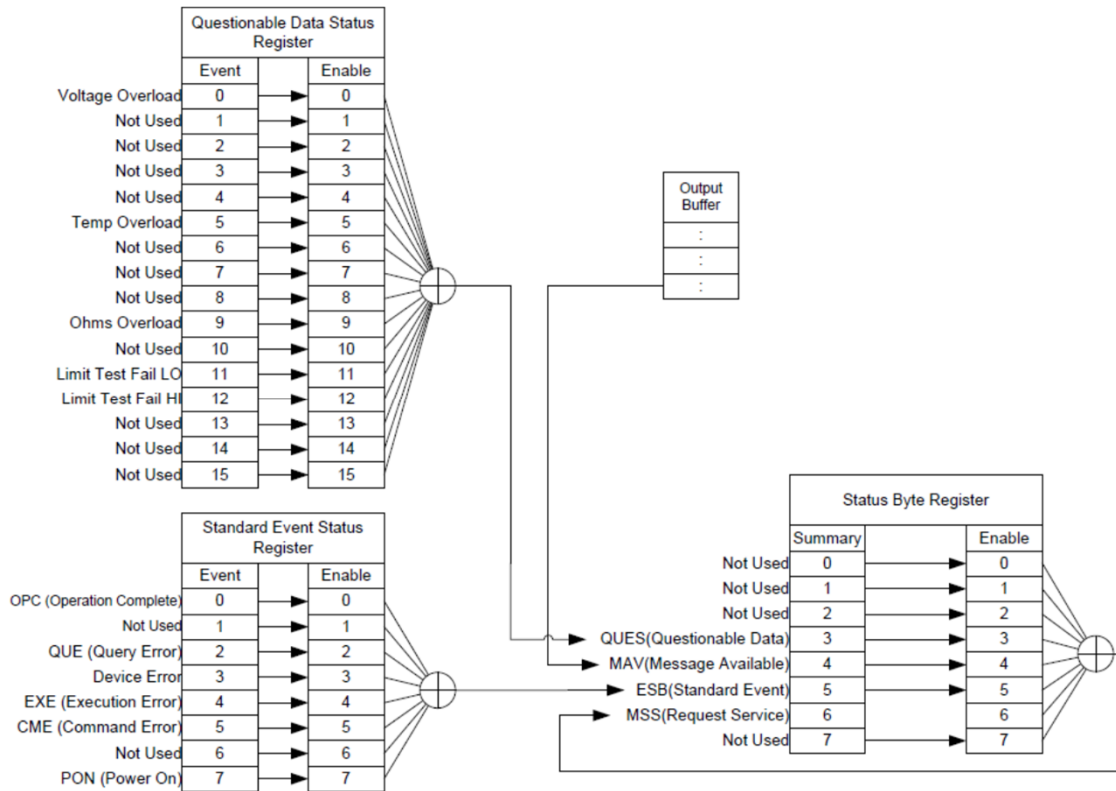 Questionable Data Status
Register
Event Enable
Voltage Overload 0 0
Not Used 1 1
Not Used 2 2
Not Used 3 3
Not Used 4 4
Temp Overload 5 5
Not Used 6 6
Not Used 7 7
Not Used 8 8
Ohms Overload 9 9
Not Used 10 10
Limit Test Fail LO 11 11
Limit Test Fail HI 12 12
Not Used 13 13
Not Used 14 14
Not Used 15 15
Output
Buffer
:
:
:
Standard Event Status
Register
Event Enable
OPC (Operation Complete) 0 0
Not Used 1 1
QUE (Query Error) 2 2
Device Error 3 3
EXE (Execution Error) 4 4
CME (Command Error) 5 5
Not Used 6 6
PON (Power On) 7 7
Status Byte Register
Summary Enable
Not Used 0 0
Not Used 1 1
Not Used 2 2
QUES(Questionable Data) 3 3
MAV(Message Available) 4 4
ESB(Standard Event) 5 5
MSS(Request Service) 6 6
Not Used 7 7